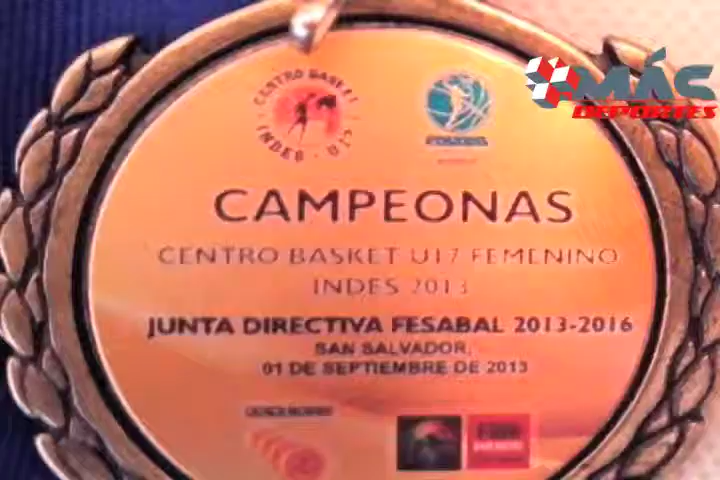 MÁS
DEPORTES
CENTRO BASKET
INDES - U17
CAMPEONAS
CENTRO BASKET U17 FEMENINO
INDES 2013
JUNTA DIRECTIVA FESABAL 2013-2016
SAN SALVADOR,
01 DE SEPTIEMBRE DE 2013